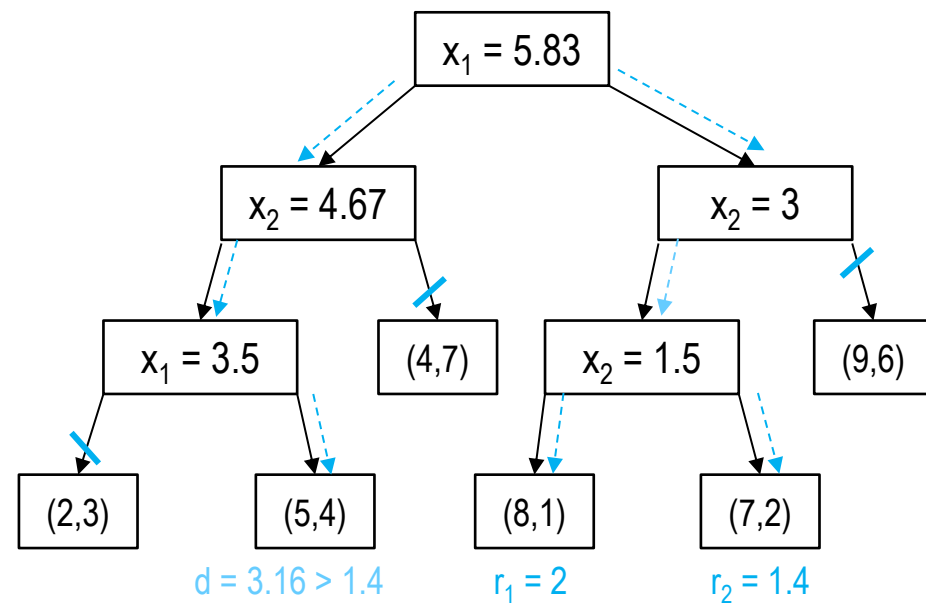 x₁ = 5.83
x₂ = 4.67
x₂ = 3
x₁ = 3.5
(4,7)
x₂ = 1.5
(9,6)
(2,3)
(5,4)
(8,1)
(7,2)
d = 3.16 > 1.4
r₁ = 2
r₂ = 1.4